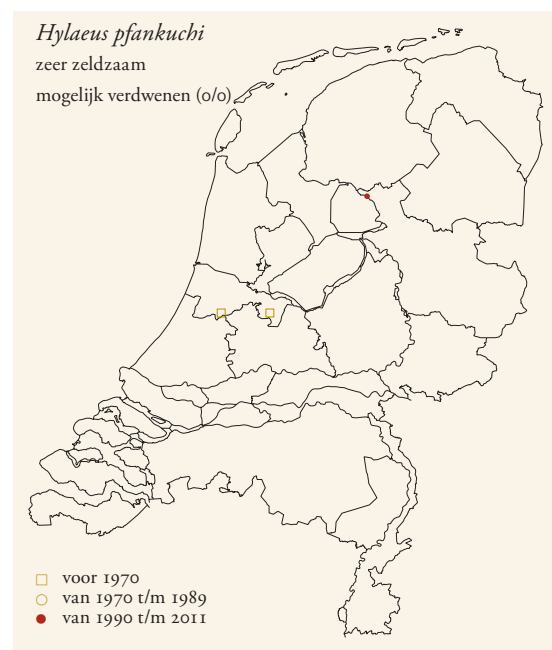 Hylaeus pfankuchi
zeer zeldzaam
mogelijk verdwenen (0/0)
voor 1970
van 1970 t/m 1989
van 1990 t/m 2011